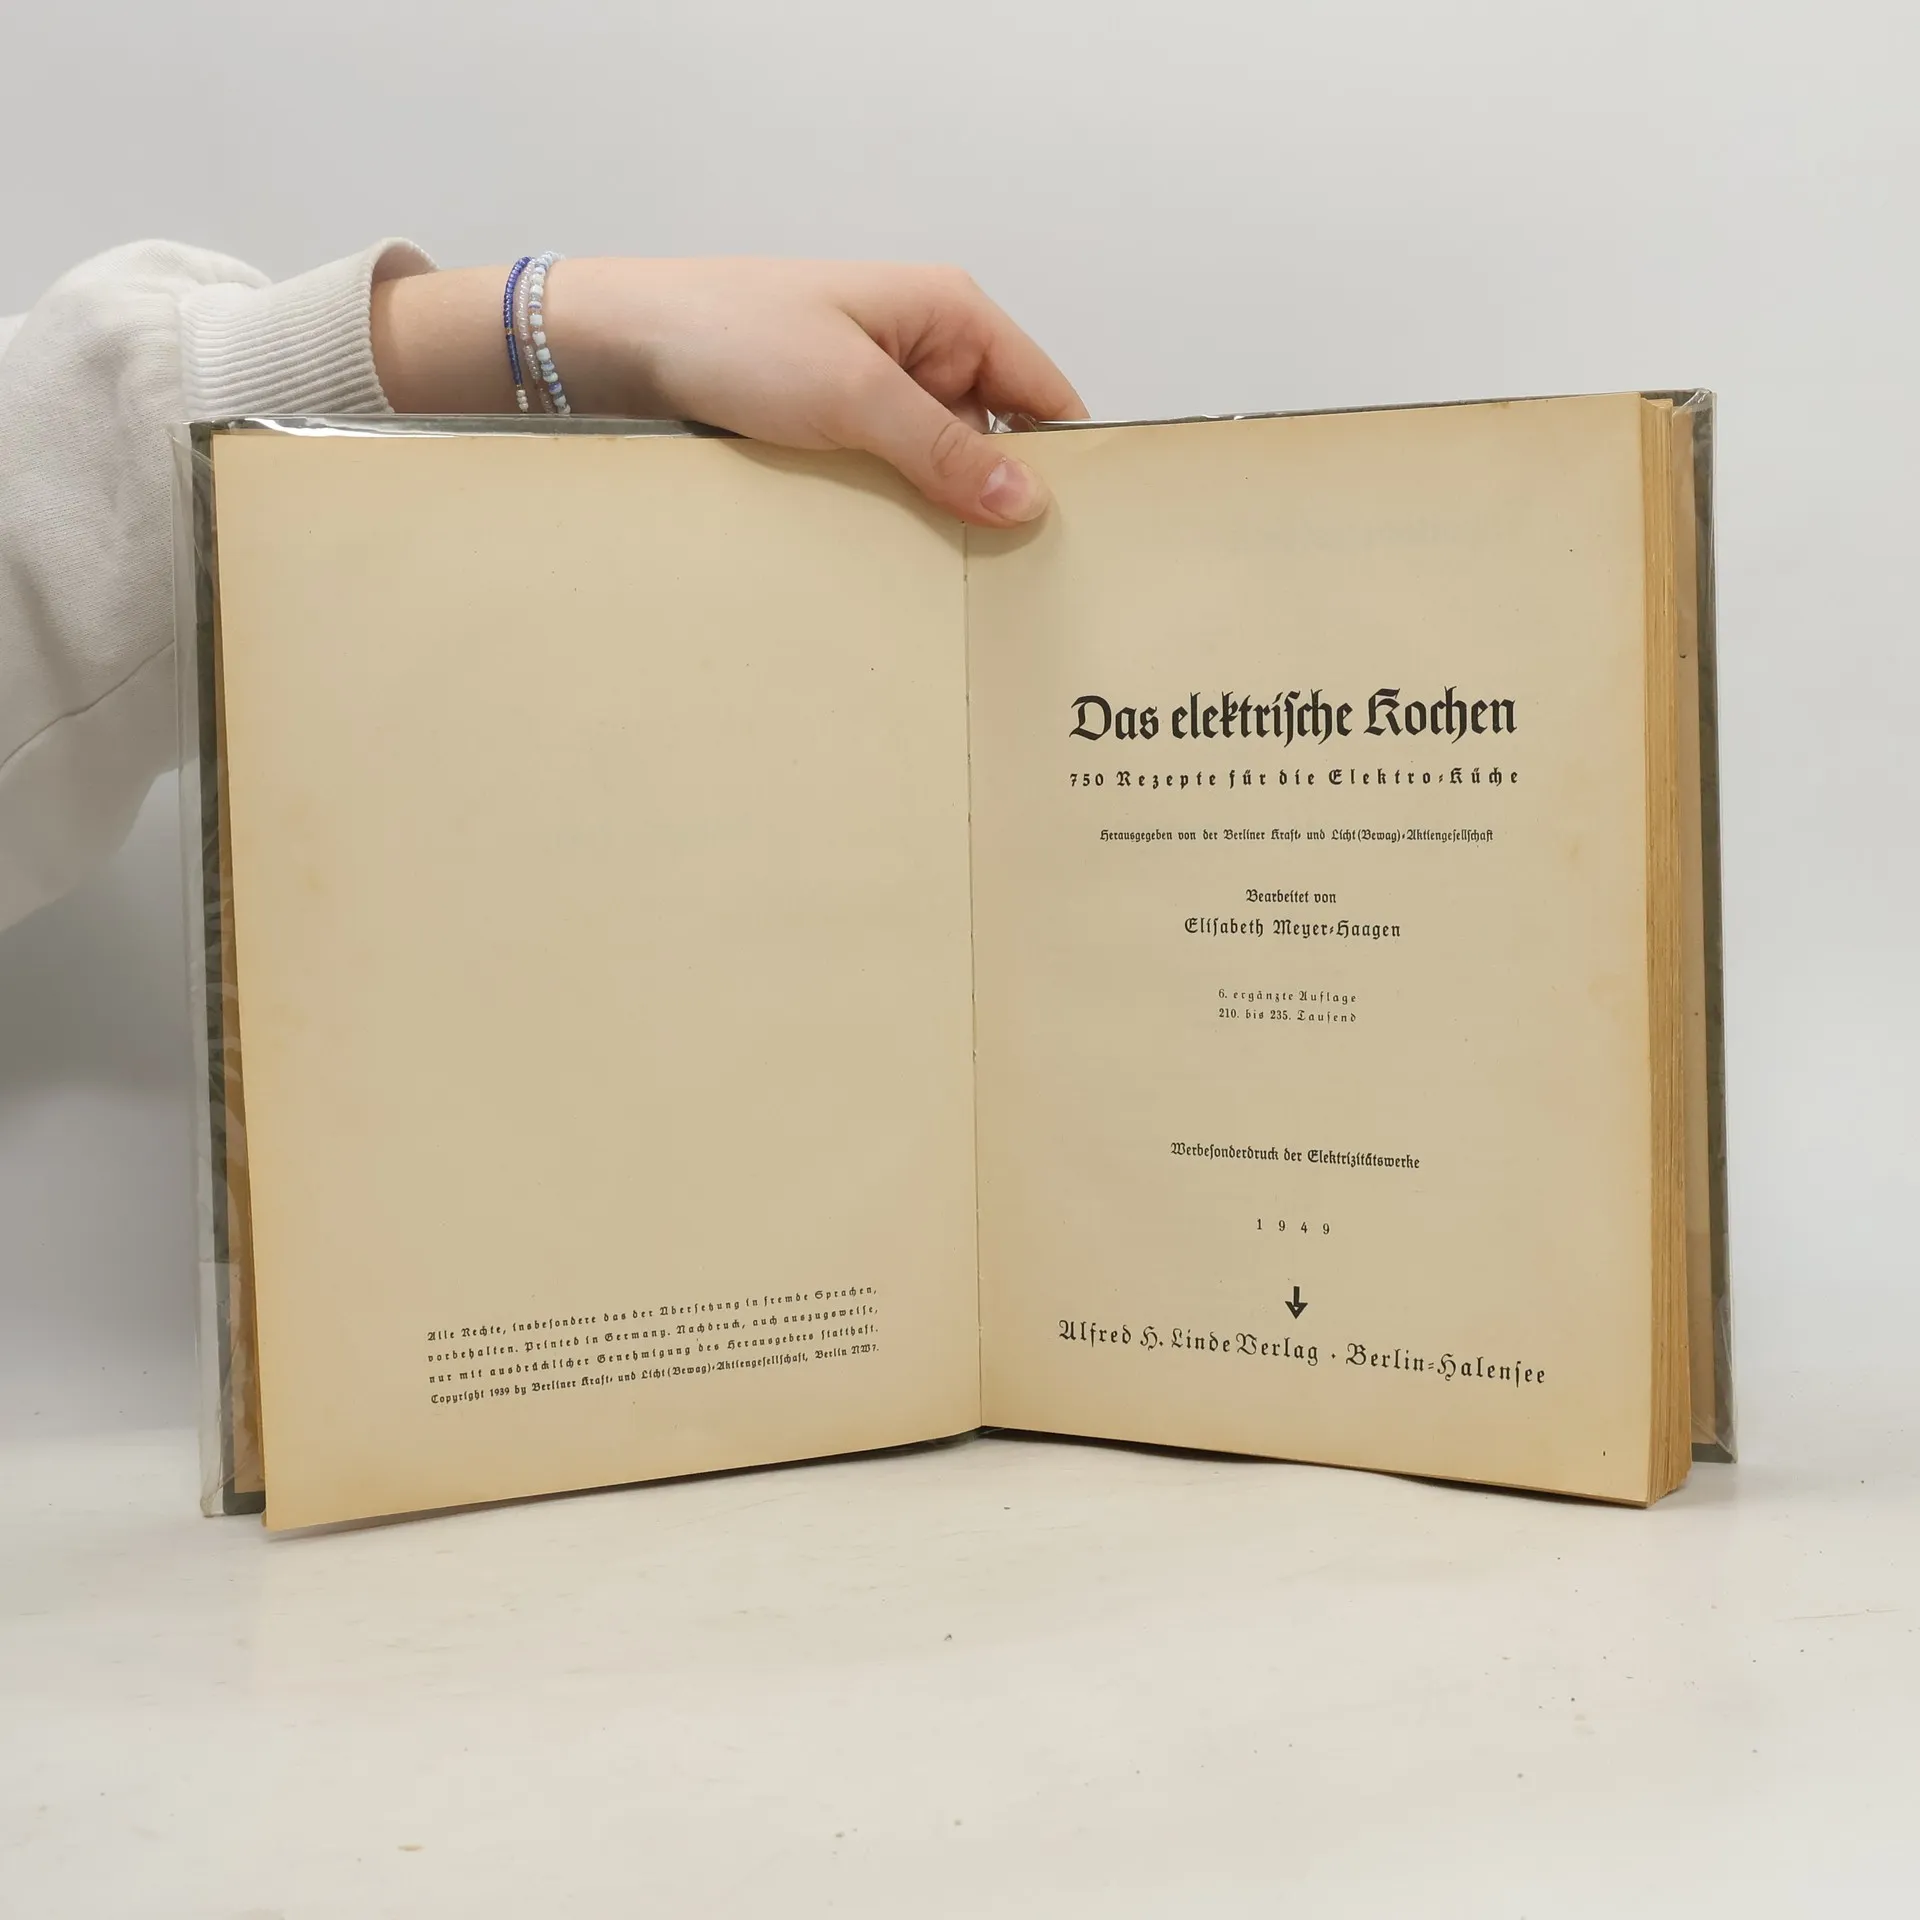 Alle Rechte, insbesondere das der Übersetzung in fremde Sprachen,
vorbehalten. Printed in Germany. Nachdruck, auch auszugsweise,
nur mit ausdrücklicher Genehmigung des Herausgebers statthaft.
Copyright 1939 by Berliner Kraft- und Licht (Bewag)-Aktiengesellschaft, Berlin NW7.
Das elektrische Kochen
750 Rezepte für die Elektro-Küche
Herausgegeben von der Berliner Kraft- und Licht (Bewag)-Aktiengesellschaft
Bearbeitet von
Elisabeth Meyer-Haagen
6. ergänzte Auflage
210. bis 235. Tausend
Werbesonderdruck der Elektrizitätswerke
1949
Alfred H. Linde Verlag · Berlin-Halensee